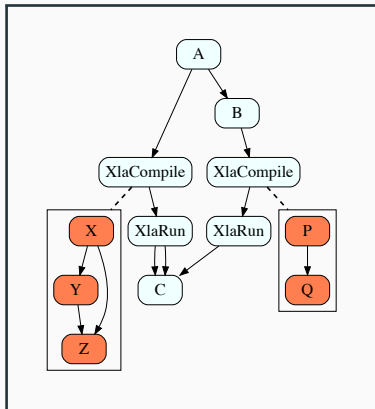 A
B
XlaCompile XlaCompile
X XlaRun XlaRun P
Y C Q
Z